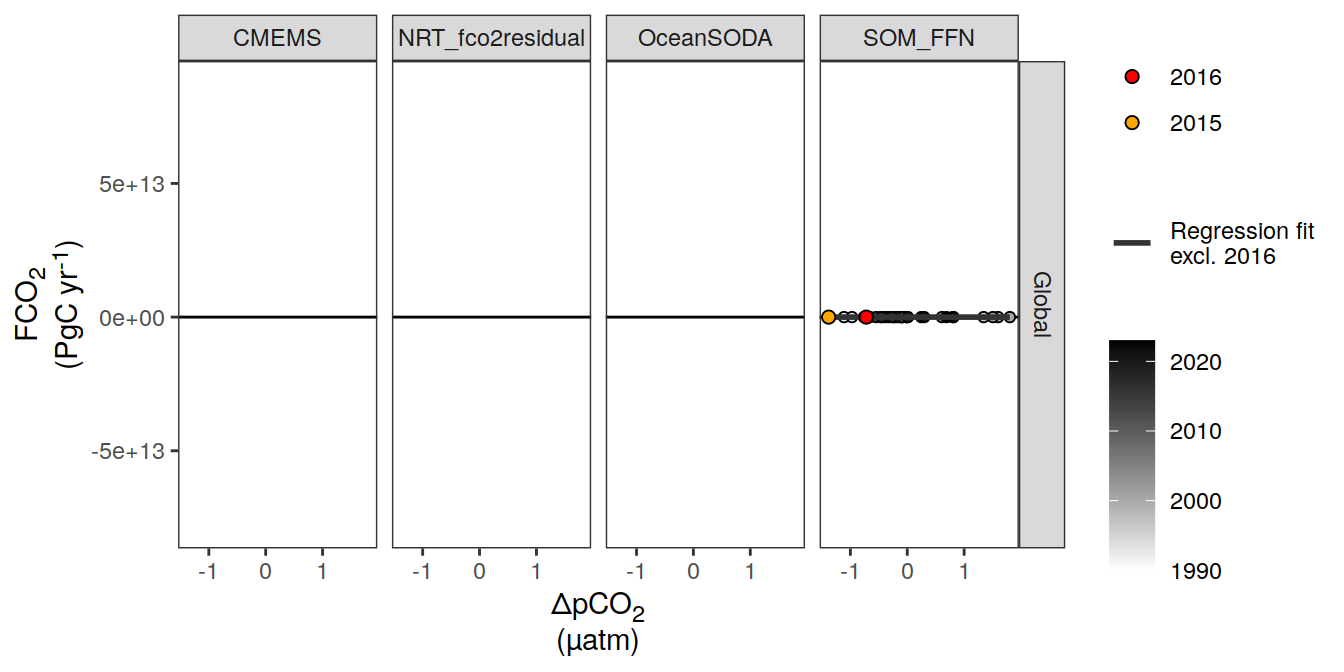 CMEMS
NRT_fco2residual
OceanSODA
SOM_FFN
Global
FCO₂
(PgC yr⁻¹)
5e+13
0e+00
-5e+13
-1 0 1
-1 0 1
-1 0 1
-1 0 1
ΔpCO₂
(µatm)
2016
2015
Regression fit
excl. 2016
2020
2010
2000
1990